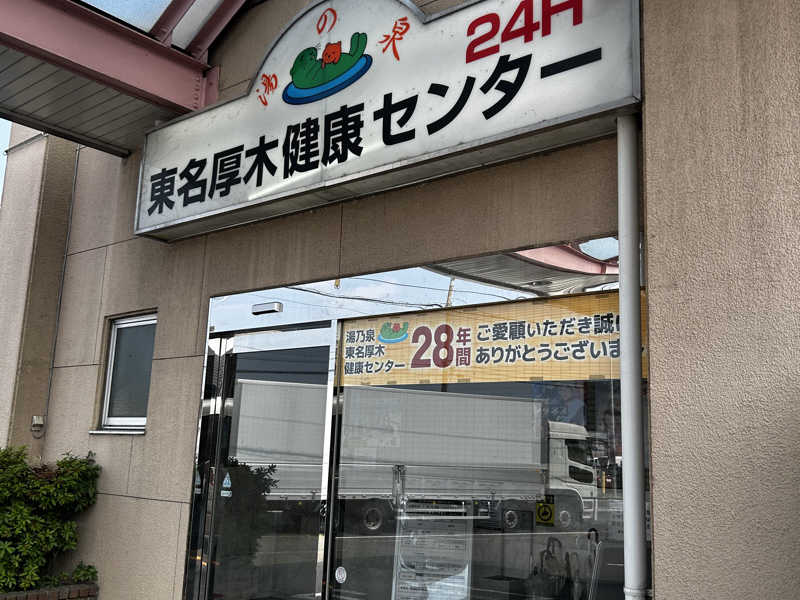 湯の泉
24H
東名厚木健康センター
湯乃泉
東名厚木
健康センター
28年間
ご愛顧いただき誠に
ありがとうございま